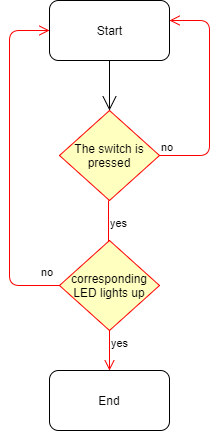 Start
The switch is
pressed
no
yes
no
corresponding
LED lights up
yes
End